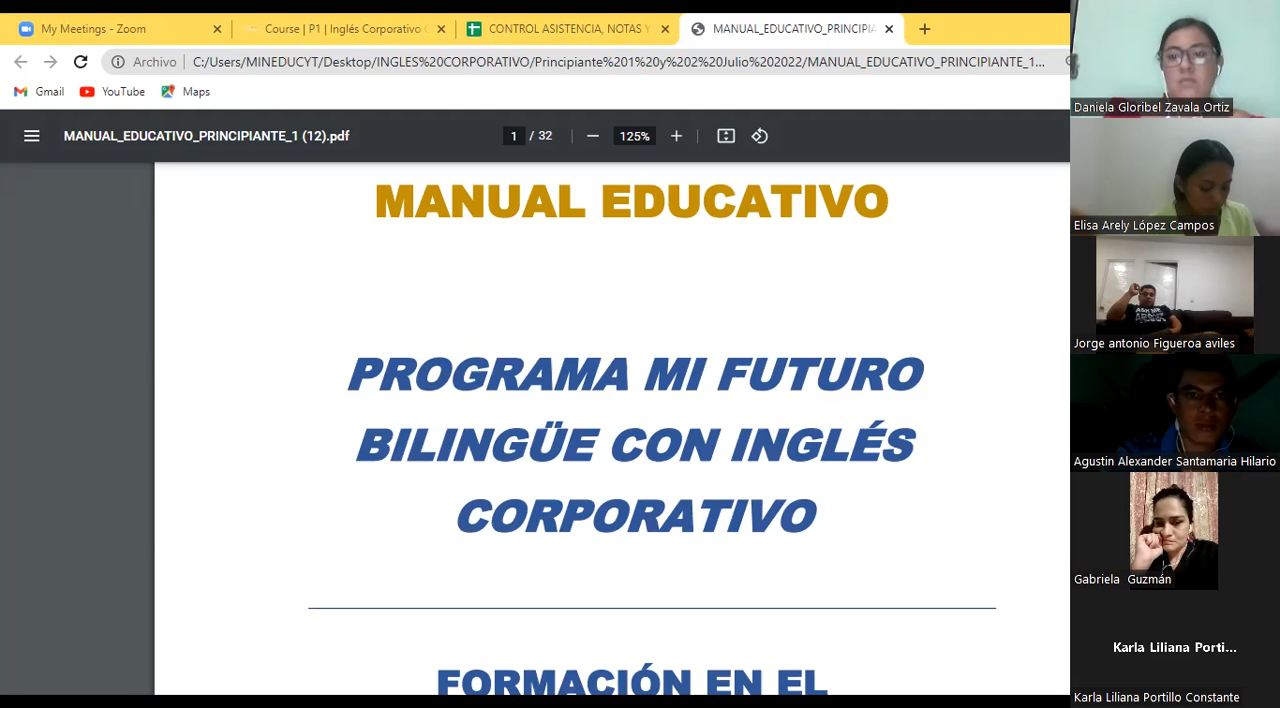 My Meetings - Zoom
Course | P1 | Inglés Corporativo
CONTROL ASISTENCIA, NOTAS Y
MANUAL_EDUCATIVO_PRINCIPIA
Archivo
C:/Users/MINEDUCYT/Desktop/INGLES%20CORPORATIVO/Principiante%201%20y%202%20Julio%202022/MANUAL_EDUCATIVO_PRINCIPIANTE_1...
Gmail
YouTube
Maps
MANUAL_EDUCATIVO_PRINCIPIANTE_1 (12).pdf
1 / 32
125%
MANUAL EDUCATIVO
PROGRAMA MI FUTURO
BILINGÜE CON INGLÉS
CORPORATIVO
FORMACIÓN EN EL
Daniela Gloribel Zavala Ortiz
Elisa Arely López Campos
Jorge antonio Figueroa aviles
Agustin Alexander Santamaria Hilario
Gabriela Guzmán
Karla Liliana Porti...
Karla Liliana Portillo Constante